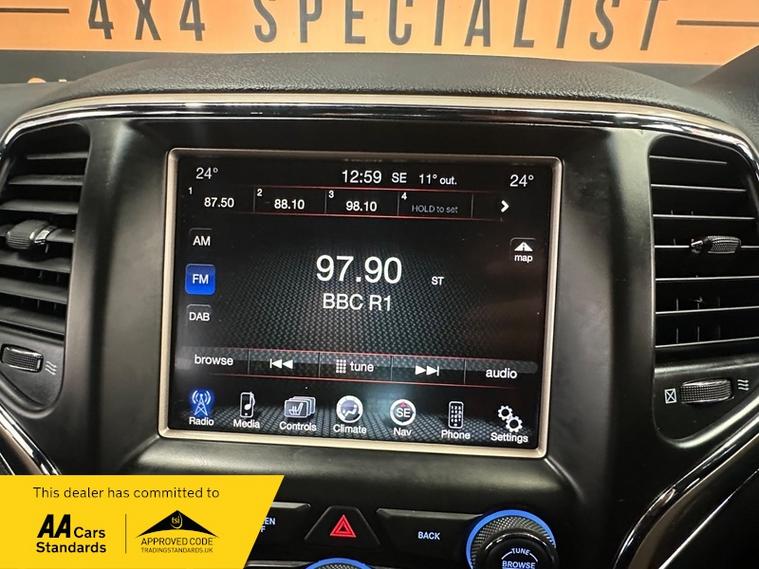 4X4 SPECIALIST
24° 12:59 SE 11° out. 24°
1 87.50 2 88.10 3 98.10 4 HOLD to set
AM
map
FM
97.90 ST
BBC R1
DAB
browse tune audio
Radio Media Controls Climate SE Nav Phone Settings
This dealer has committed to
AA Cars
Standards
tsi
APPROVED CODE
TRADINGSTANDARDS.UK
BACK
TUNE
BROWSE